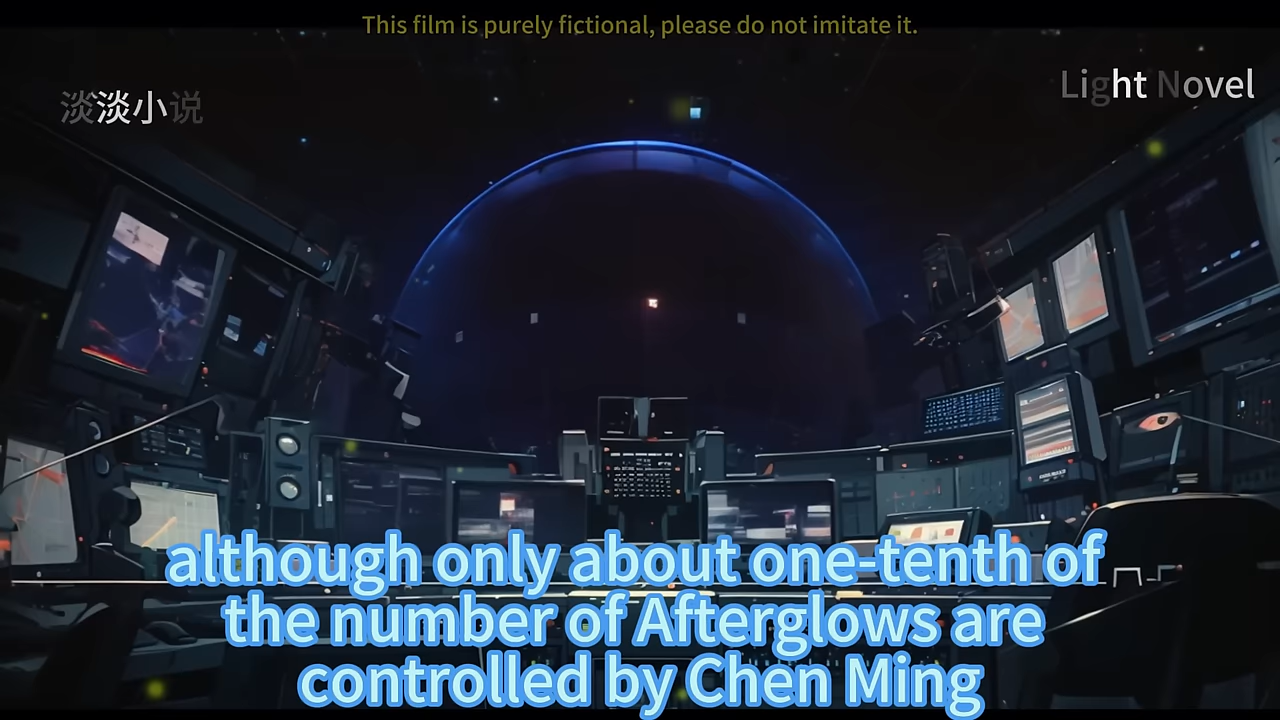 This film is purely fictional, please do not imitate it.
淡淡小说
Light Novel
although only about one-tenth of
the number of Afterglows are
controlled by Chen Ming